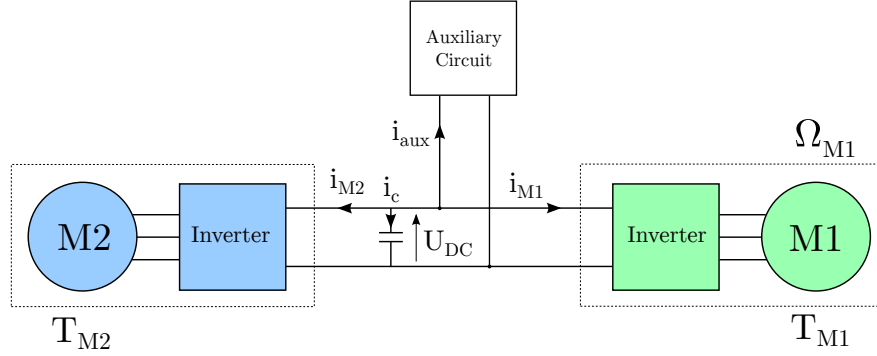 Auxiliary
Circuit
i_aux
Ω_M1
i_M2
i_c
i_M1
M2
Inverter
U_DC
Inverter
M1
T_M2
T_M1